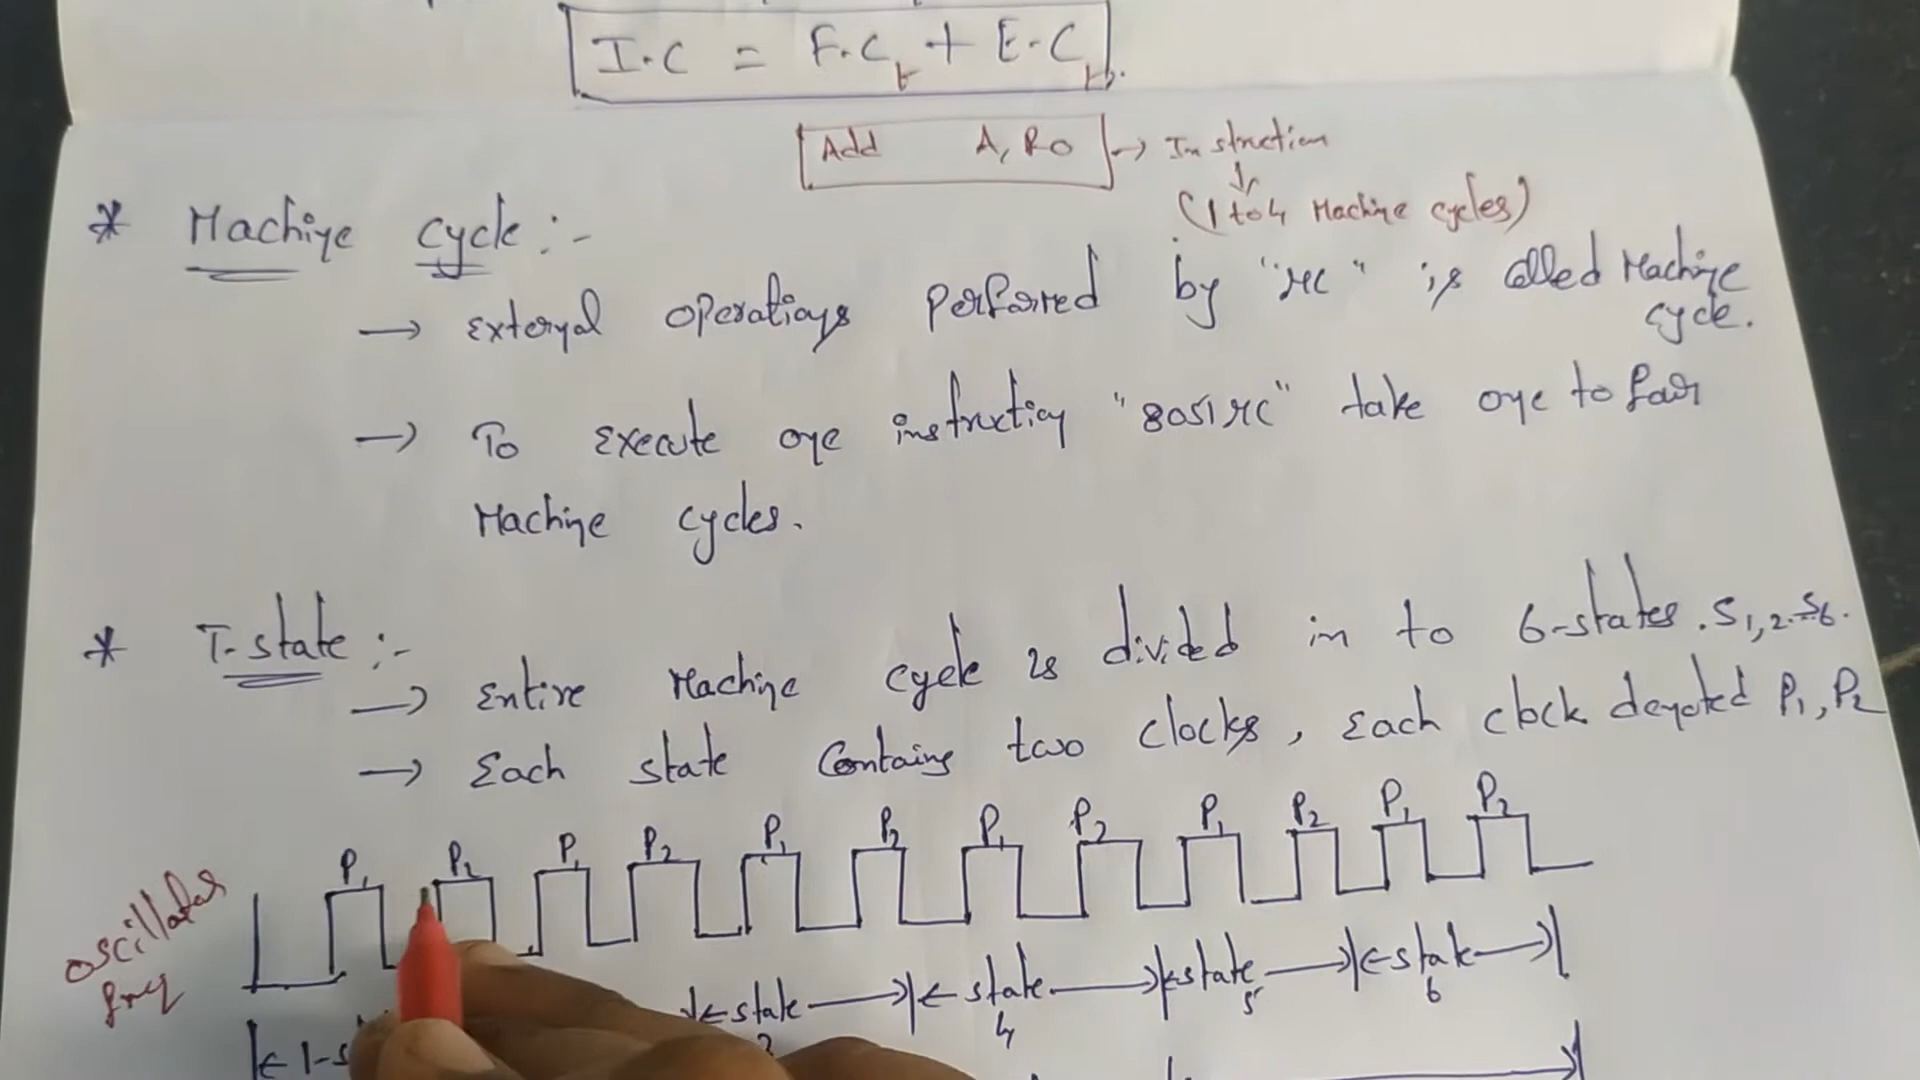 I.C = F.C + E.C
Add A, R0 → Instruction
(1 to 4 Machine cycles)
* Machine cycle :-
→ External operations performed by "MC" is called Machine
cycle.
→ To Execute one instruction "8051 MC" take one to four
Machine cycles.
* T-state :-
→ Entire Machine cycle is divided in to 6-states. S1,2..S6.
→ Each state Contains two clocks, Each clock denoted P1, P2
P1 P2 P1 P2 P1 P2 P1 P2 P1 P2 P1 P2
oscillator
freq
state state 4 state 5 state 6